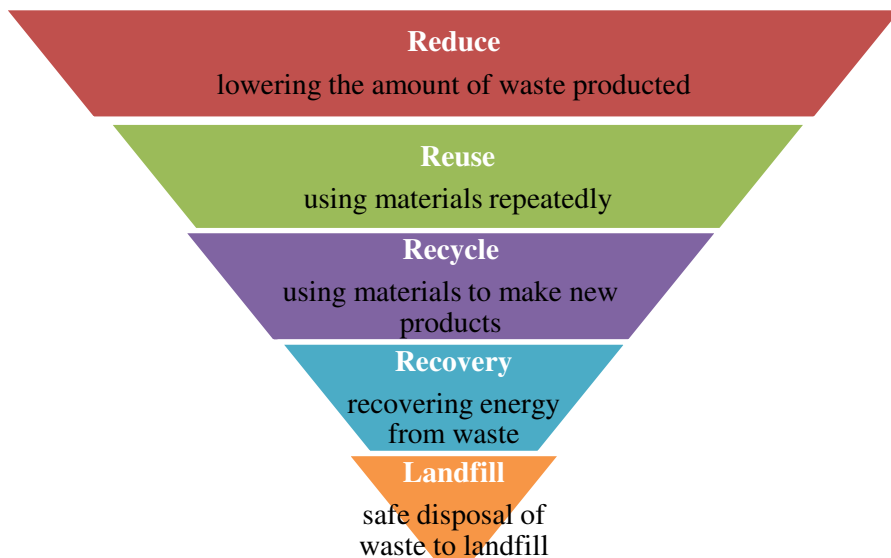 Reduce
lowering the amount of waste producted
Reuse
using materials repeatedly
Recycle
using materials to make new
products
Recovery
recovering energy
from waste
Landfill
safe disposal of
waste to landfill